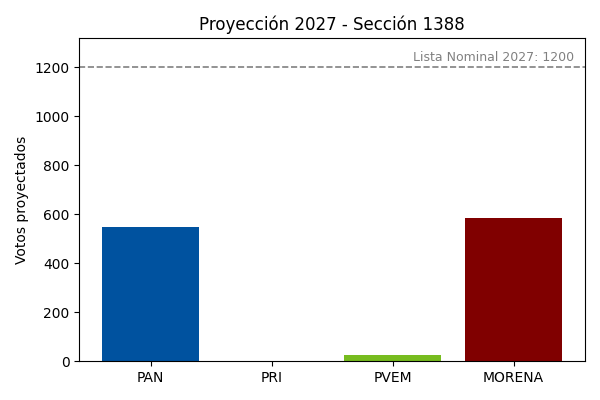 Proyección 2027 - Sección 1388
Lista Nominal 2027: 1200
Votos proyectados
1200
1000
800
600
400
200
0
PAN
PRI
PVEM
MORENA